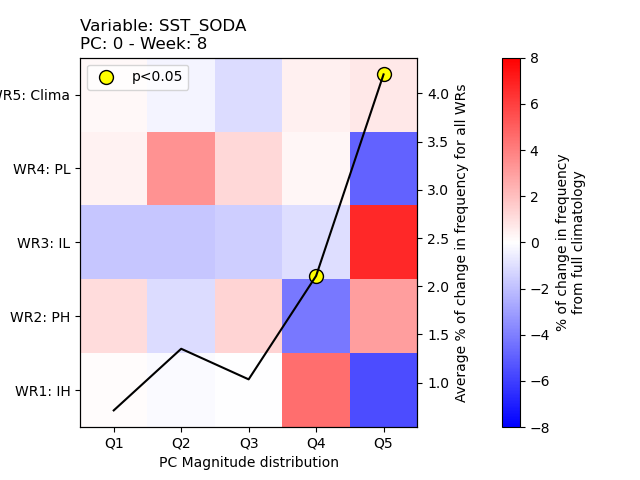 Variable: SST_SODA
PC: 0 - Week: 8
p<0.05
WR5: Clima
WR4: PL
WR3: IL
WR2: PH
WR1: IH
Q1 Q2 Q3 Q4 Q5
PC Magnitude distribution
4.0
3.5
3.0
2.5
2.0
1.5
1.0
Average % of change in frequency for all WRs
8
6
4
2
0
−2
−4
−6
−8
% of change in frequency
from full climatology